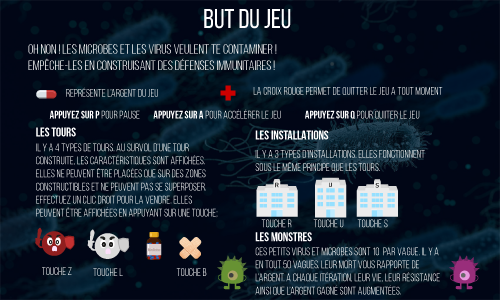 BUT DU JEU
OH NON ! LES MICROBES ET LES VIRUS VEULENT TE CONTAMINER !
EMPÊCHE-LES EN CONSTRUISANT DES DÉFENSES IMMUNITAIRES !
REPRÉSENTE L'ARGENT DU JEU
LA CROIX ROUGE PERMET DE QUITTER LE JEU A TOUT MOMENT
APPUYEZ SUR P POUR PAUSE
APPUYEZ SUR A POUR ACCÉLÉRER LE JEU
APPUYEZ SUR Q POUR QUITER LE JEU
LES TOURS
IL Y A 4 TYPES DE TOURS. AU SURVOL D'UNE TOUR
CONSTRUITE, LES CARACTÉRISTIQUES SONT AFFICHÉES.
ELLES NE PEUVENT ÊTRE PLACÉES QUE SUR DES ZONES
CONSTRUCTIBLES ET NE PEUVENT PAS SE SUPERPOSER.
EFFECTUEZ UN CLIC DROIT POUR LA VENDRE. ELLES
PEUVENT ÊTRE AFFICHÉES EN APPUYANT SUR UNE TOUCHE:
TOUCHE Z
TOUCHE L
TOUCHE B
LES INSTALLATIONS
IL Y A 3 TYPES D'INSTALLATIONS. ELLES FONCTIONNENT
SOUS LE MÊME PRINCIPE QUE LES TOURS.
R
U
S
TOUCHE R
TOUCHE U
TOUCHE S
LES MONSTRES
CES PETITS VIRUS ET MICROBES SONT 10 PAR VAGUE. IL Y A
EN TOUT 50 VAGUES. LEUR MORT VOUS RAPPORTE DE
L'ARGENT. A CHAQUE ITÉRATION, LEUR VIE, LEUR RÉSISTANCE
AINSI QUE L'ARGENT GAGNÉ SONT AUGMENTÉES.